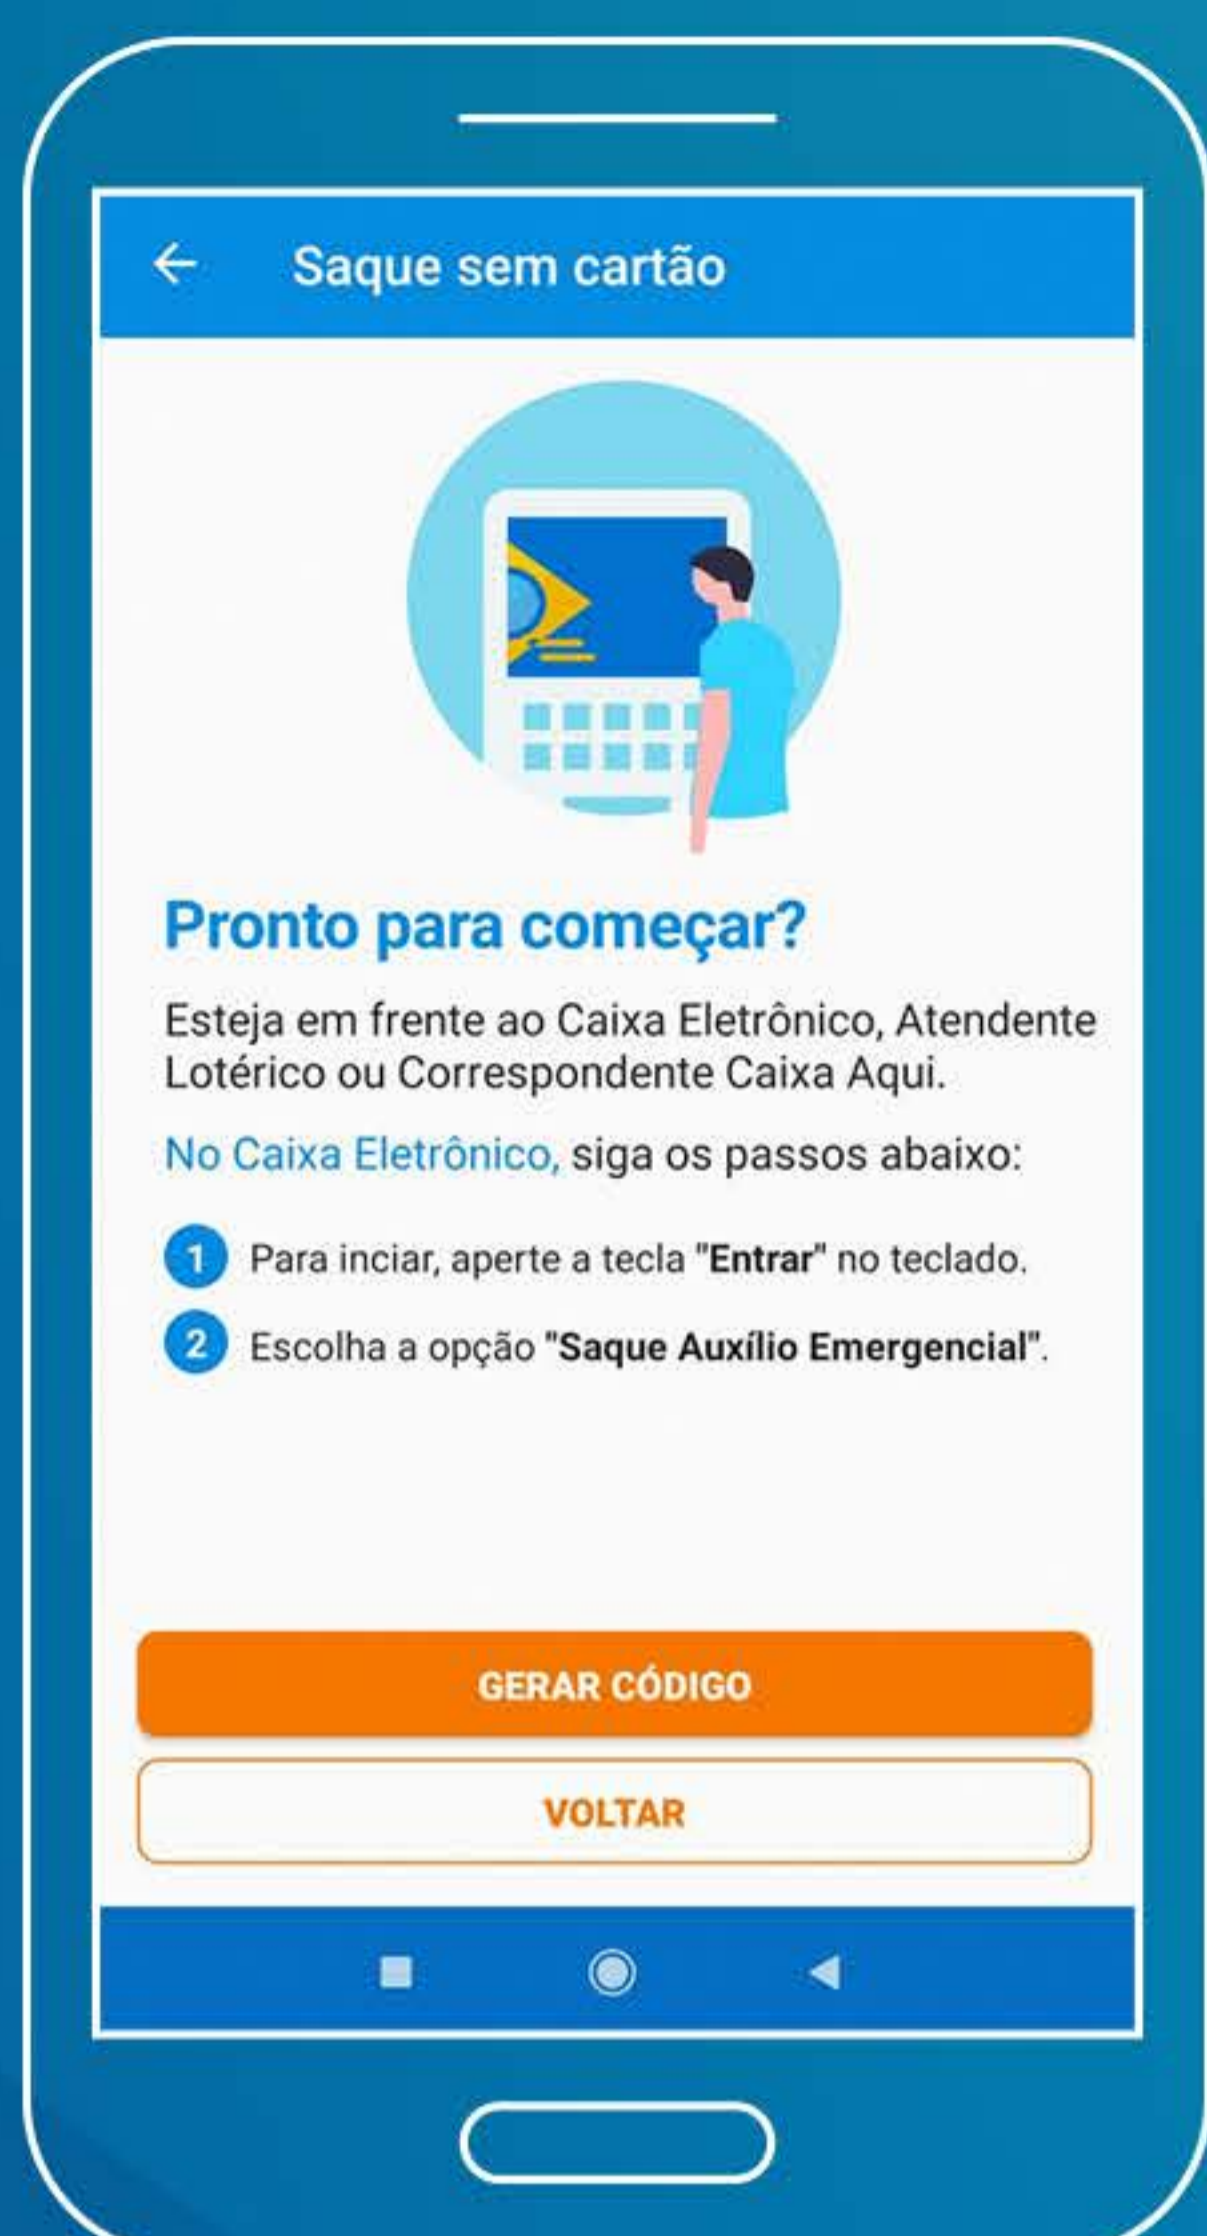 Saque sem cartão
Pronto para começar?
Esteja em frente ao Caixa Eletrônico, Atendente
Lotérico ou Correspondente Caixa Aqui.
No Caixa Eletrônico, siga os passos abaixo:
1 Para inciar, aperte a tecla "Entrar" no teclado.
2 Escolha a opção "Saque Auxílio Emergencial".
GERAR CÓDIGO
VOLTAR